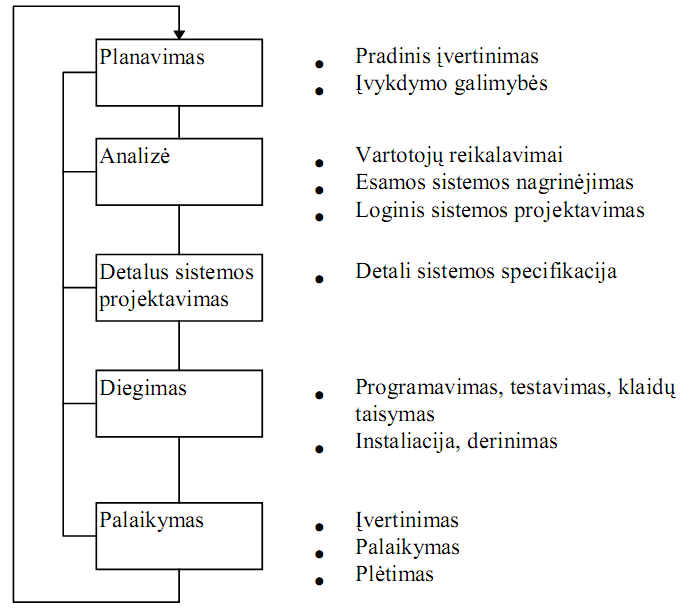 Planavimas
• Pradinis įvertinimas
• Įvykdymo galimybės
Analizė
• Vartotojų reikalavimai
• Esamos sistemos nagrinėjimas
• Loginis sistemos projektavimas
Detalus sistemos
projektavimas
• Detali sistemos specifikacija
Diegimas
• Programavimas, testavimas, klaidų
taisymas
• Instaliacija, derinimas
Palaikymas
• Įvertinimas
• Palaikymas
• Plėtimas